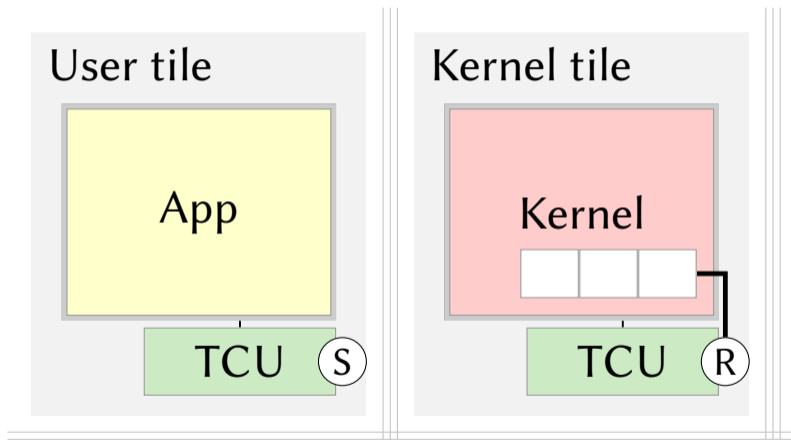 User tile
App
TCU
S
Kernel tile
Kernel
TCU
R